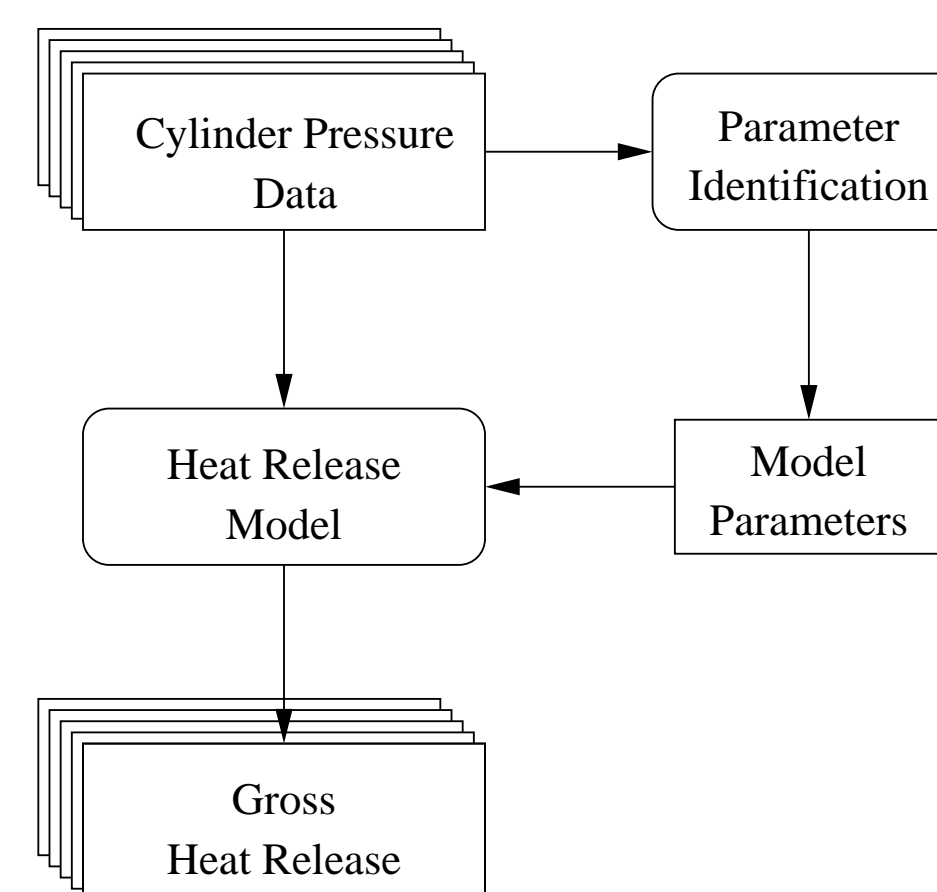 Cylinder Pressure
Data
Parameter
Identification
Heat Release
Model
Model
Parameters
Gross
Heat Release